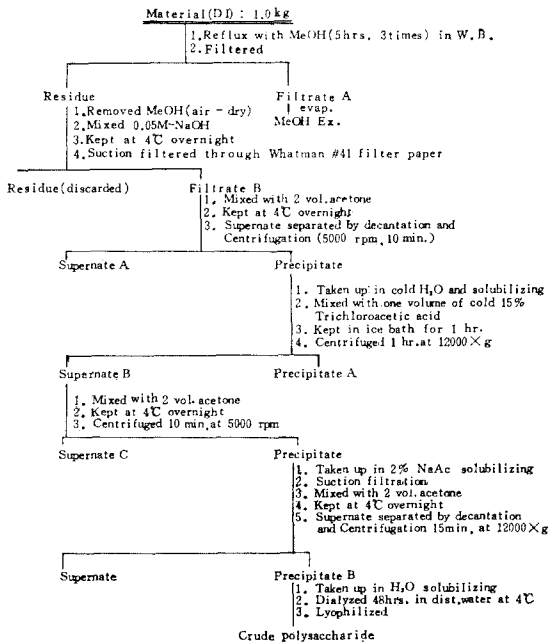 Material(DI) : 1.0kg
1.Reflux with MeOH(5hrs. 3times) in W.B.
2.Filtered
Residue
Filtrate A
1.Removed MeOH(air - dry)
2.Mixed 0.05M-NaOH
3.Kept at 4℃ overnight
4.Suction filtered through Whatman #41 filter paper
evap.
MeOH Ex.
Residue(discarded)
Filtrate B
1. Mixed with 2 vol.acetone
2. Kept at 4℃ overnight
3. Supernate separated by decantation and
Centrifugation (5000 rpm, 10 min.)
Supernate A
Precipitate
1. Taken up in cold H₂O and solubilizing
2. Mixed with one volume of cold 15%
Trichloroacetic acid
3. Kept in ice bath for 1 hr.
4. Centrifuged 1 hr. at 12000×g
Supernate B
Precipitate A
1. Mixed with 2 vol. acetone
2. Kept at 4℃ overnight
3. Centrifuged 10 min. at 5000 rpm
Supernate C
Precipitate
1. Taken up in 2% NaAc solubilizing
2. Suction filtration
3. Mixed with 2 vol. acetone
4. Kept at 4℃ overnight
5. Supernate separated by decantation
and Centrifugation 15min. at 12000×g
Supernate
Precipitate B
1. Taken up in H₂O solubilizing
2. Dialyzed 48hrs. in dist.water at 4℃
3. Lyophilized
Crude polysaccharide